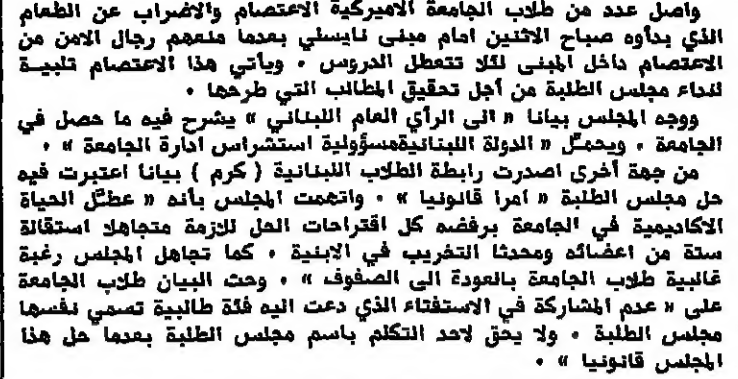 واصل عدد من طلاب الجامعة الاميركية الاعتصام والاضراب عن الطعام
الذي بدأوه صباح الاثنين امام مبنى نايسلي بعدما منعهم رجال الامن من
الاعتصام داخل المبنى لئلا تتعطل الدروس . ويأتي هذا الاعتصام تلبيــة
لنداء مجلس الطلبة من أجل تحقيق المطالب التي طرحها .
ووجه المجلس بيانا « الى الرأي العام اللبناني » يشرح فيه ما حصل في
الجامعة . ويحمـّل « الدولة اللبنانيةمسؤولية استشراس ادارة الجامعة » .
من جهة أخرى اصدرت رابطة الطلاب اللبنانية ( كرم ) بيانا اعتبرت فيه
حل مجلس الطلبة « امرا قانونيا » . واتهمت المجلس بأنه « عطـّل الحياة
الاكاديمية في الجامعة برفضه كل اقتراحات الحل للازمة متجاهلا استقالة
ستة من اعضائه ومحدثا التخريب في الابنية . كما تجاهل المجلس رغبة
غالبية طلاب الجامعة بالعودة الى الصفوف » . وحث البيان طلاب الجامعة
على « عدم المشاركة في الاستفتاء الذي دعت اليه فئة طالبية تسمي نفسها
مجلس الطلبة . ولا يحق لاحد التكلم باسم مجلس الطلبة بعدما حل هذا
المجلس قانونيا » .